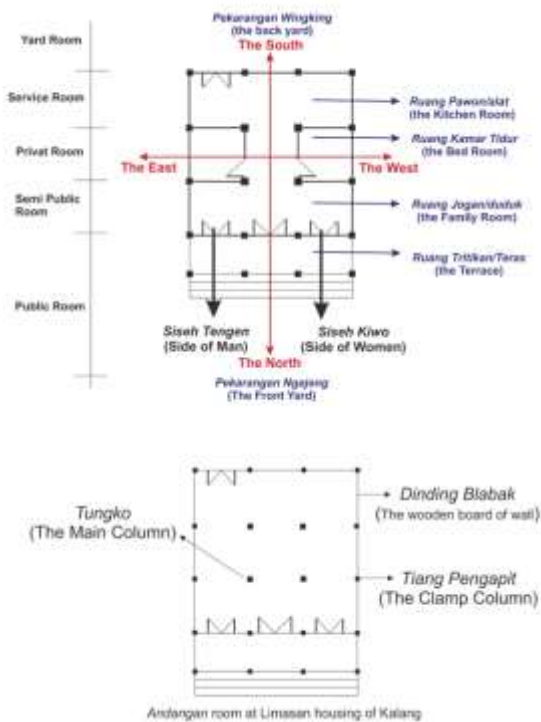 Pekarangan Wingking
(the back yard)
The South
Yard Room
Service Room
Privat Room
Semi Public
Room
Public Room
The East
The West
Ruang Pawon/alat
(the Kitchen Room)
Ruang Kamar Tidur
(the Bed Room)
Ruang Jogan/duduk
(the Family Room)
Ruang Tritikan/Teras
(the Terrace)
Siseh Tengen
(Side of Man)
Siseh Kiwo
(Side of Women)
The North
Pekarangan Ngajeng
(The Front Yard)
Tungko
(The Main Column)
Dinding Blabak
(The wooden board of wall)
Tiang Pengapit
(The Clamp Column)
Andangan room at Limasan housing of Kalang